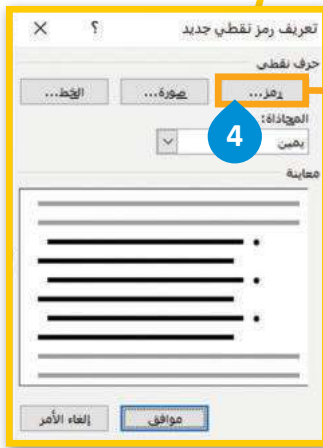 تعريف رمز نقطي جديد ؟ ×
حرف نقطي
رمز... صورة... الخط...
المحاذاة:
يمين
4
معاينة
موافق إلغاء الأمر